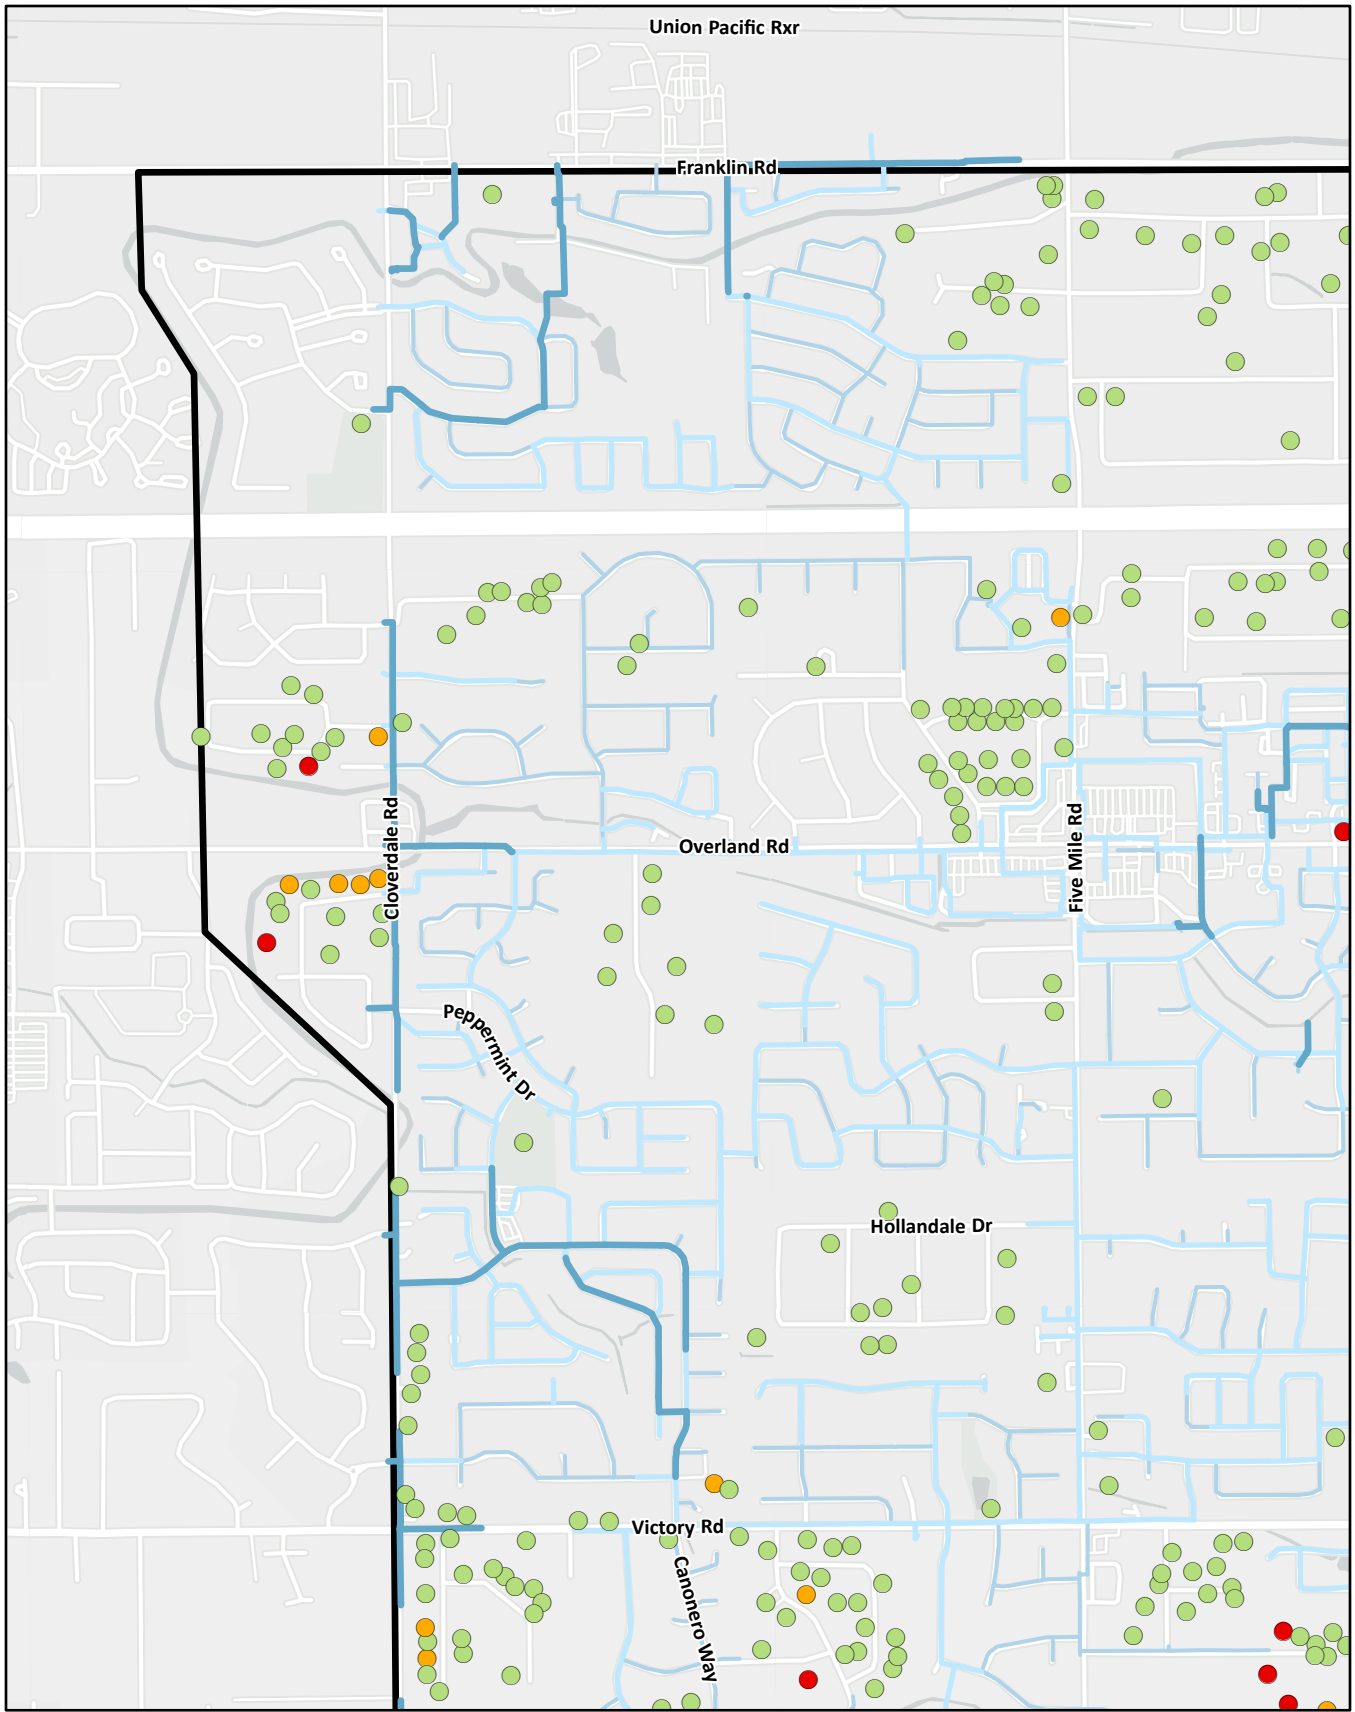 Union Pacific Rxr
Franklin Rd
Cloverdale Rd
Overland Rd
Five Mile Rd
Peppermint Dr
Hollandale Dr
Victory Rd
Canonero Way